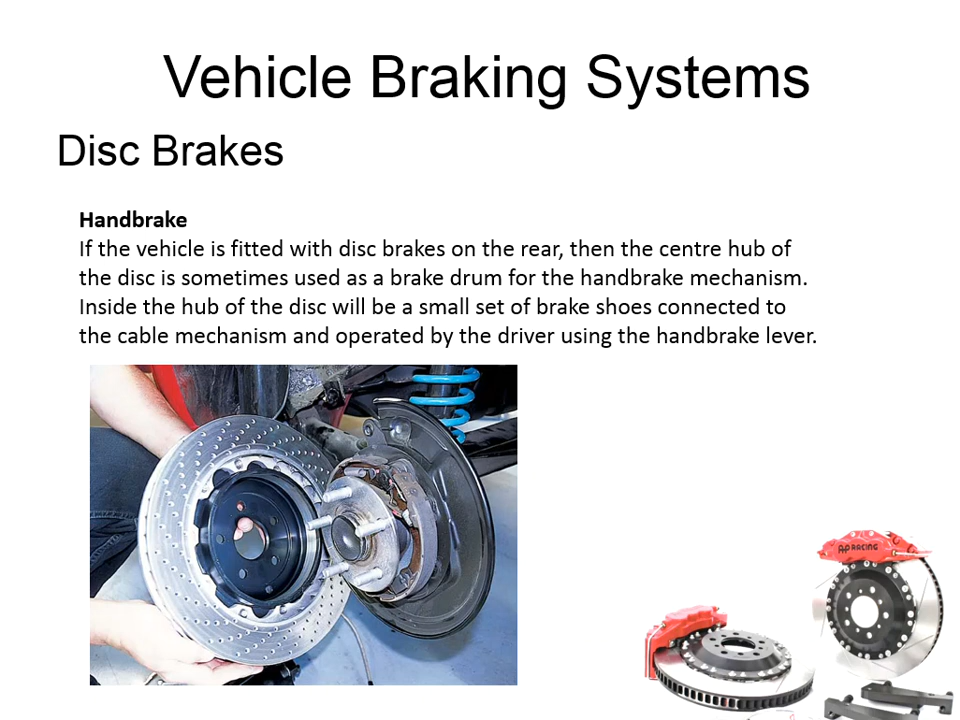 Vehicle Braking Systems
Disc Brakes
Handbrake
If the vehicle is fitted with disc brakes on the rear, then the centre hub of
the disc is sometimes used as a brake drum for the handbrake mechanism.
Inside the hub of the disc will be a small set of brake shoes connected to
the cable mechanism and operated by the driver using the handbrake lever.
AP RACING